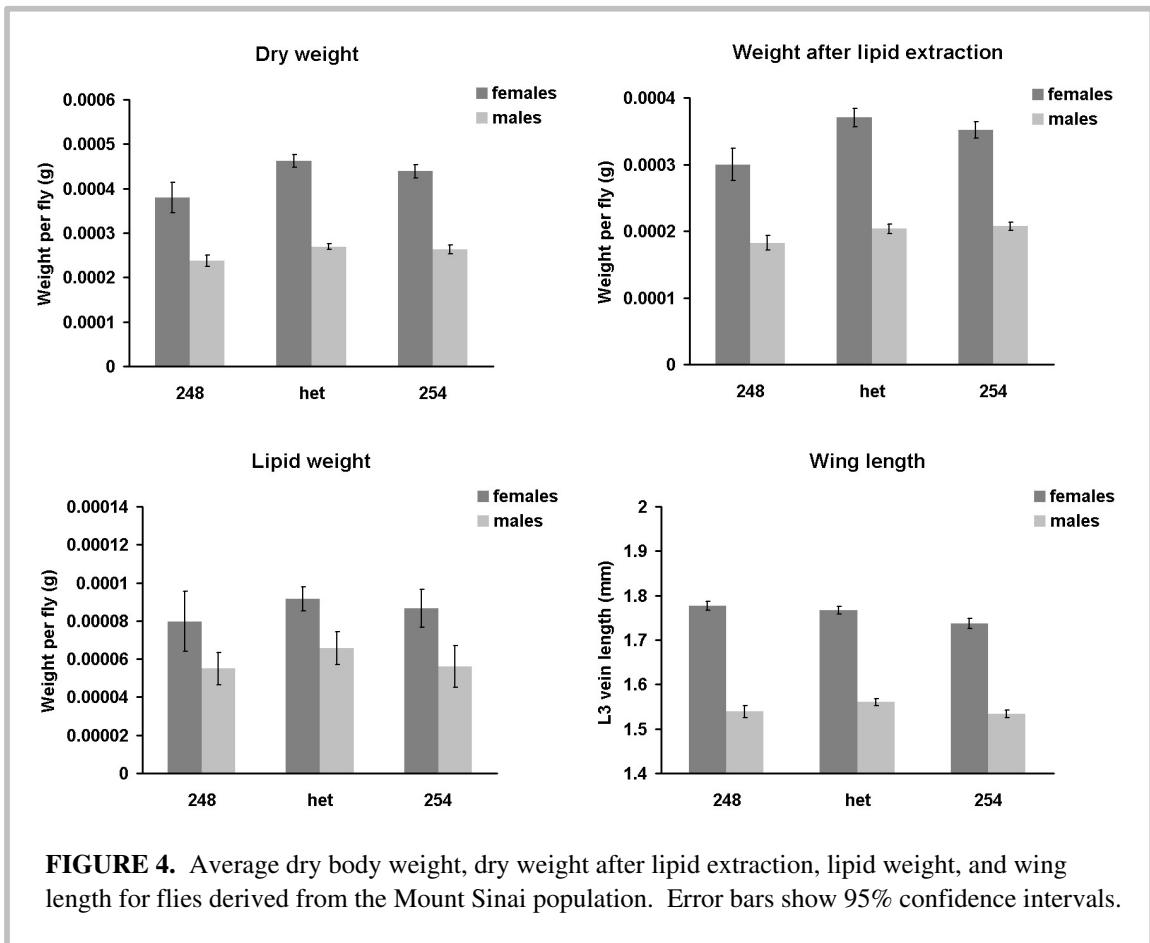 Dry weight
females
males
0.0006
0.0005
0.0004
0.0003
0.0002
0.0001
0
Weight per fly (g)
248 het 254
Weight after lipid extraction
females
males
0.0004
0.0003
0.0002
0.0001
0
Weight per fly (g)
248 het 254
Lipid weight
females
males
0.00014
0.00012
0.0001
0.00008
0.00006
0.00004
0.00002
0
Weight per fly (g)
248 het 254
Wing length
females
males
2
1.9
1.8
1.7
1.6
1.5
1.4
L3 vein length (mm)
248 het 254
FIGURE 4. Average dry body weight, dry weight after lipid extraction, lipid weight, and wing
length for flies derived from the Mount Sinai population. Error bars show 95% confidence intervals.